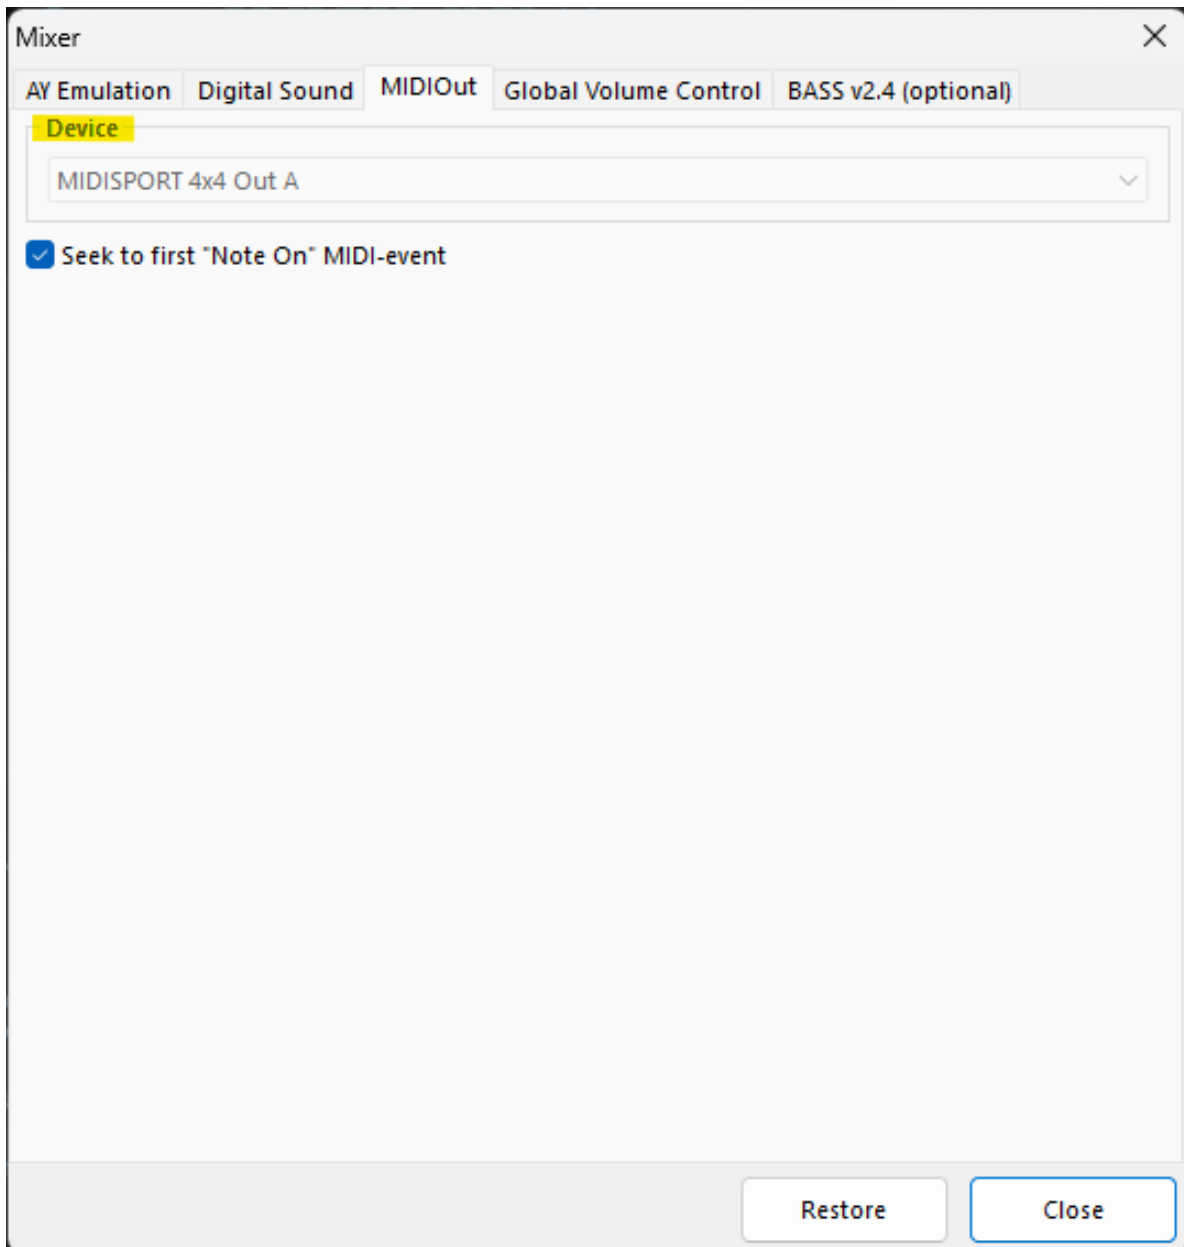 Mixer
AY Emulation Digital Sound MIDIOut Global Volume Control BASS v2.4 (optional)
Device
MIDISPORT 4x4 Out A
Seek to first "Note On" MIDI-event
Restore Close